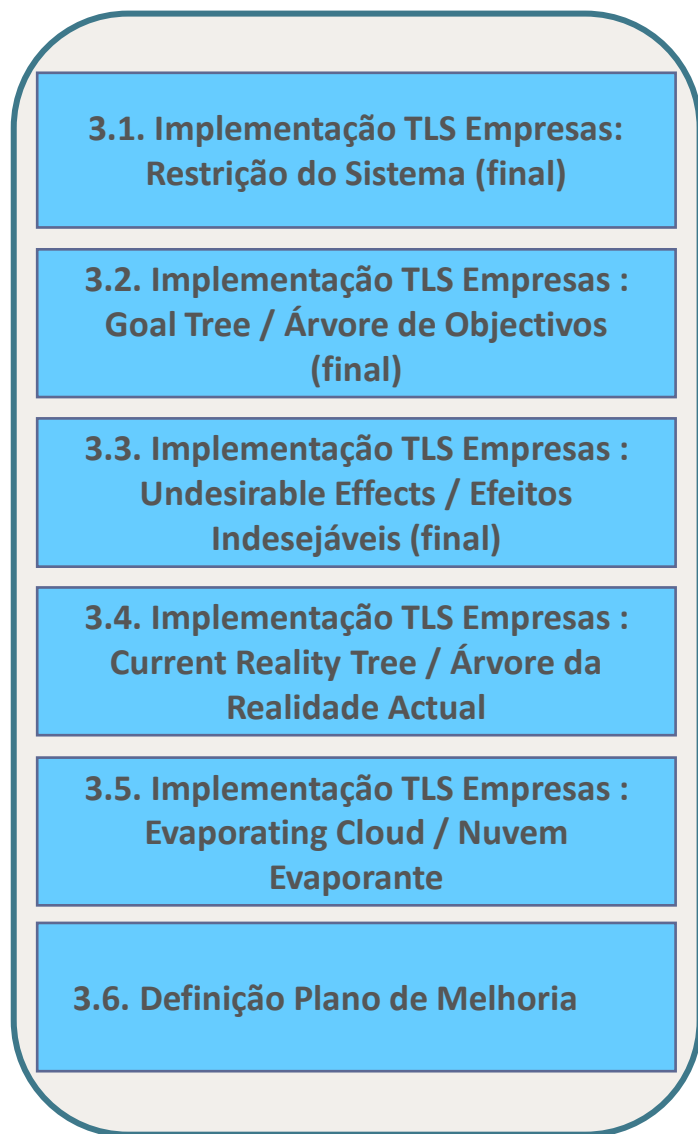 3.1. Implementação TLS Empresas:
Restrição do Sistema (final)
3.2. Implementação TLS Empresas :
Goal Tree / Árvore de Objectivos
(final)
3.3. Implementação TLS Empresas :
Undesirable Effects / Efeitos
Indesejáveis (final)
3.4. Implementação TLS Empresas :
Current Reality Tree / Árvore da
Realidade Actual
3.5. Implementação TLS Empresas :
Evaporating Cloud / Nuvem
Evaporante
3.6. Definição Plano de Melhoria